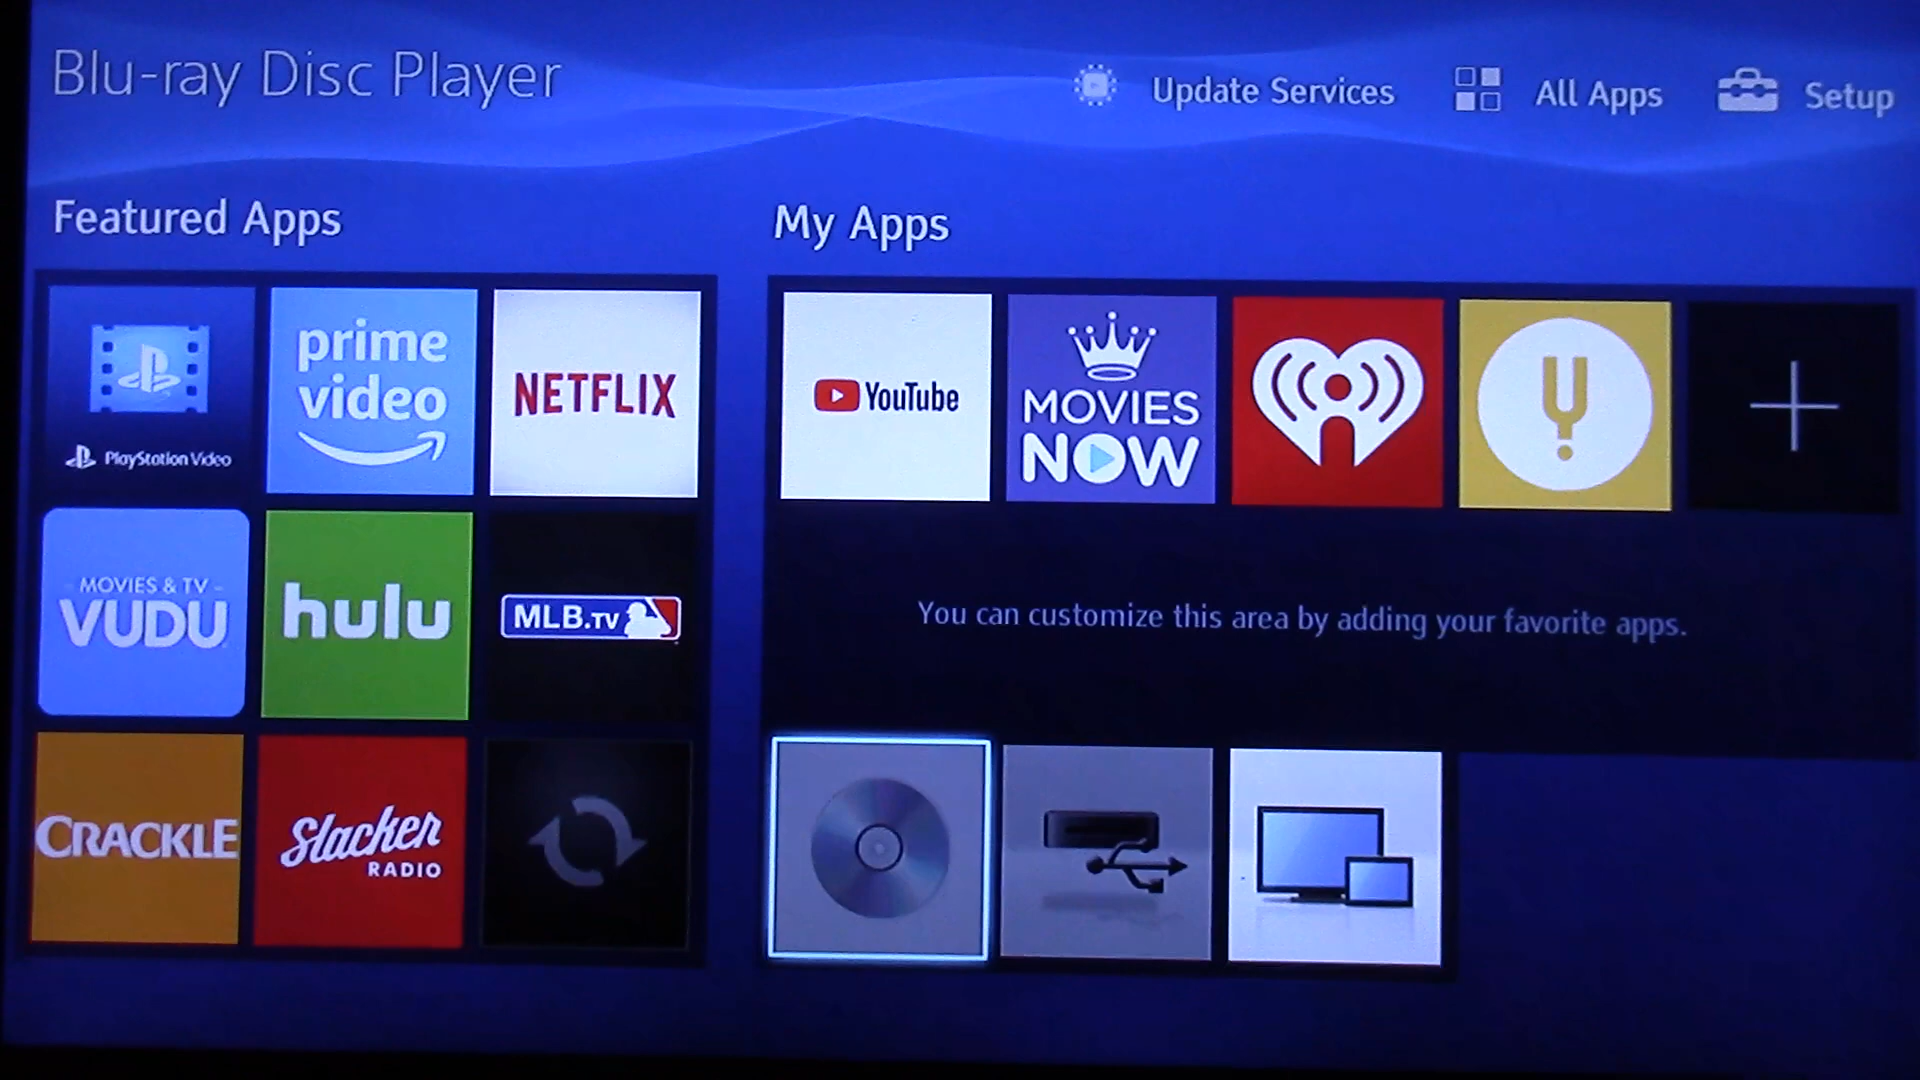 Blu-ray Disc Player
Update Services
All Apps
Setup
Featured Apps
My Apps
PlayStation Video
prime
video
NETFLIX
YouTube
MOVIES
NOW
MOVIES & TV
VUDU
hulu
MLB.TV
You can customize this area by adding your favorite apps.
CRACKLE
Slacker
RADIO